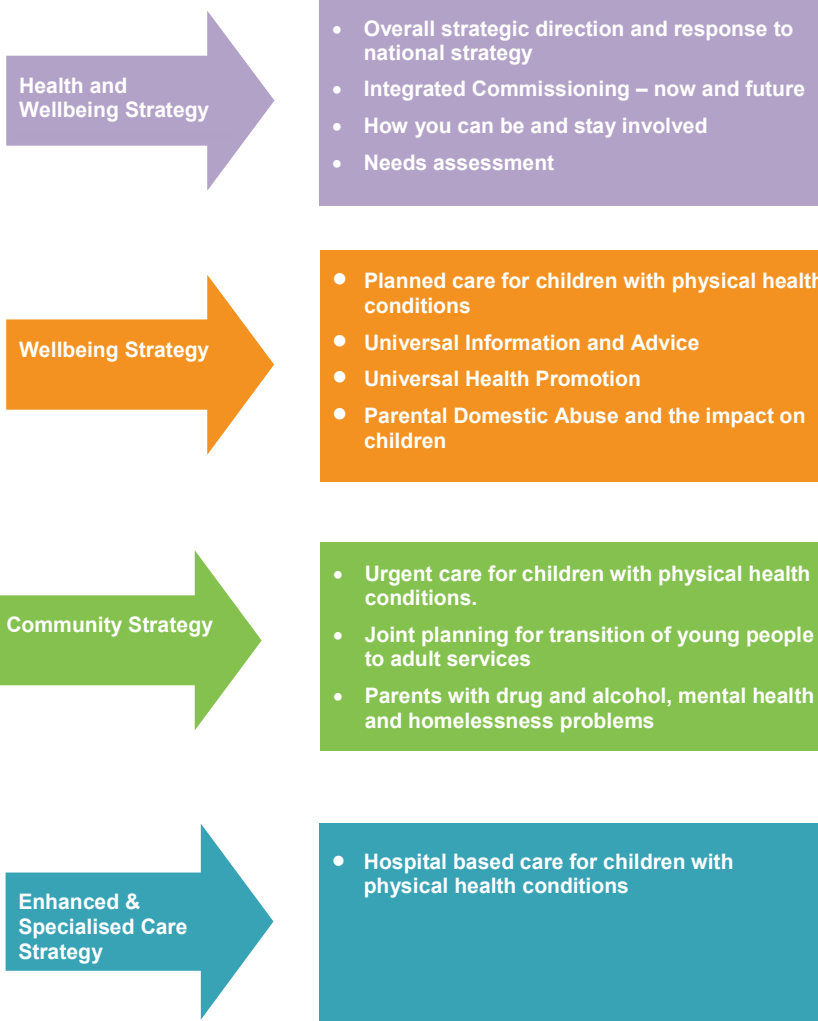 Health and
Wellbeing Strategy
• Overall strategic direction and response to
national strategy
• Integrated Commissioning – now and future
• How you can be and stay involved
• Needs assessment
Wellbeing Strategy
• Planned care for children with physical health
conditions
• Universal Information and Advice
• Universal Health Promotion
• Parental Domestic Abuse and the impact on
children
Community Strategy
• Urgent care for children with physical health
conditions.
• Joint planning for transition of young people
to adult services
• Parents with drug and alcohol, mental health
and homelessness problems
Enhanced &
Specialised Care
Strategy
• Hospital based care for children with
physical health conditions